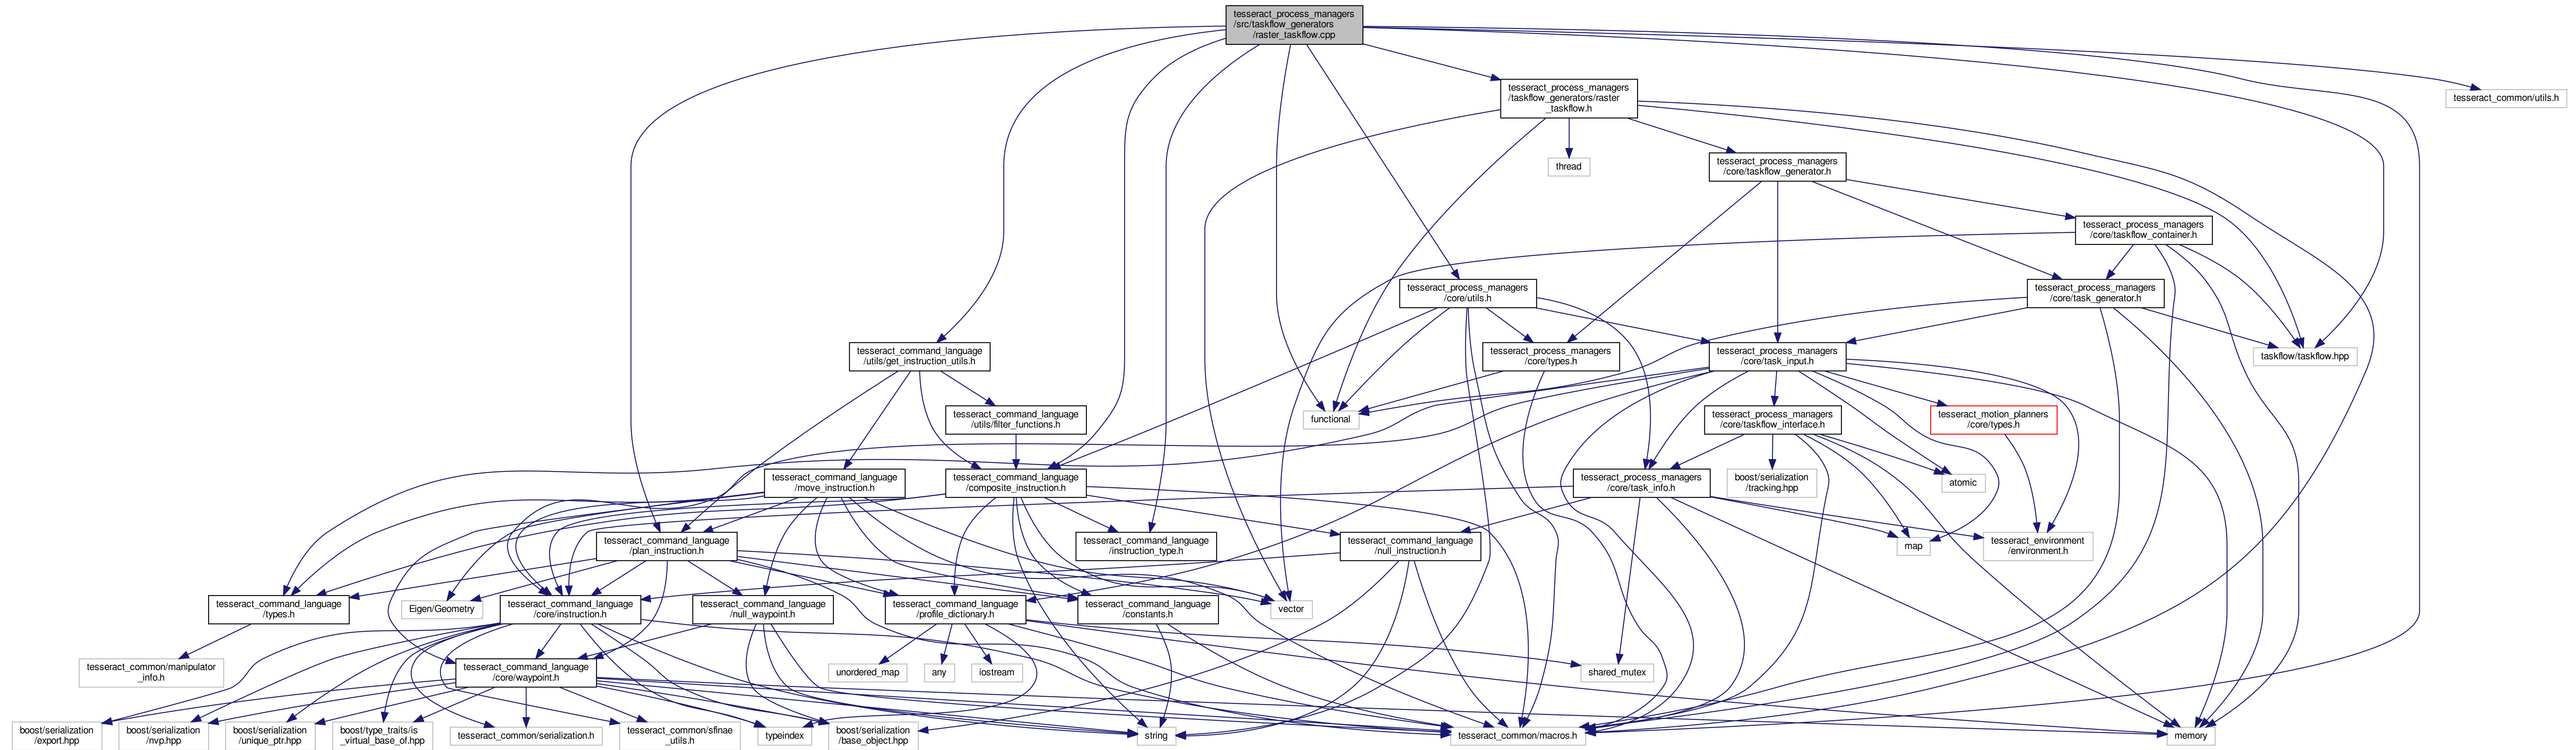 tesseract_process_managers
/src/taskflow_generators
/raster_taskflow.cpp
tesseract_process_managers
/taskflow_generators/raster
_taskflow.h
tesseract_common/utils.h
thread
tesseract_process_managers
/core/taskflow_generator.h
tesseract_process_managers
/core/taskflow_container.h
tesseract_process_managers
/core/utils.h
tesseract_process_managers
/core/task_generator.h
tesseract_command_language
/utils/get_instruction_utils.h
tesseract_process_managers
/core/types.h
tesseract_process_managers
/core/task_input.h
taskflow/taskflow.hpp
tesseract_command_language
/utils/filter_functions.h
functional
tesseract_process_managers
/core/taskflow_interface.h
tesseract_motion_planners
/core/types.h
tesseract_command_language
/move_instruction.h
tesseract_command_language
/composite_instruction.h
tesseract_process_managers
/core/task_info.h
boost/serialization
/tracking.hpp
atomic
tesseract_command_language
/plan_instruction.h
tesseract_command_language
/instruction_type.h
tesseract_command_language
/null_instruction.h
map
tesseract_environment
/environment.h
tesseract_command_language
/types.h
Eigen/Geometry
tesseract_command_language
/core/instruction.h
tesseract_command_language
/null_waypoint.h
tesseract_command_language
/profile_dictionary.h
tesseract_command_language
/constants.h
vector
tesseract_common/manipulator
_info.h
tesseract_command_language
/core/waypoint.h
unordered_map
any
iostream
shared_mutex
boost/serialization
/export.hpp
boost/serialization
/nvp.hpp
boost/serialization
/unique_ptr.hpp
boost/type_traits/is
_virtual_base_of.hpp
tesseract_common/serialization.h
tesseract_common/sfinae
_utils.h
typeindex
boost/serialization
/base_object.hpp
string
tesseract_common/macros.h
memory